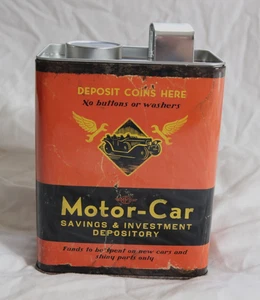 DEPOSIT COINS HERE
No buttons or washers
Motor-Car
SAVINGS & INVESTMENT
DEPOSITORY
Funds to be spent on new cars and
shiny parts only